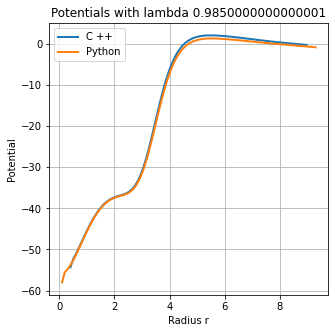 Potentials with lambda 0.9850000000000001
C ++
Python
Potential
0
−10
−20
−30
−40
−50
−60
0 2 4 6 8
Radius r